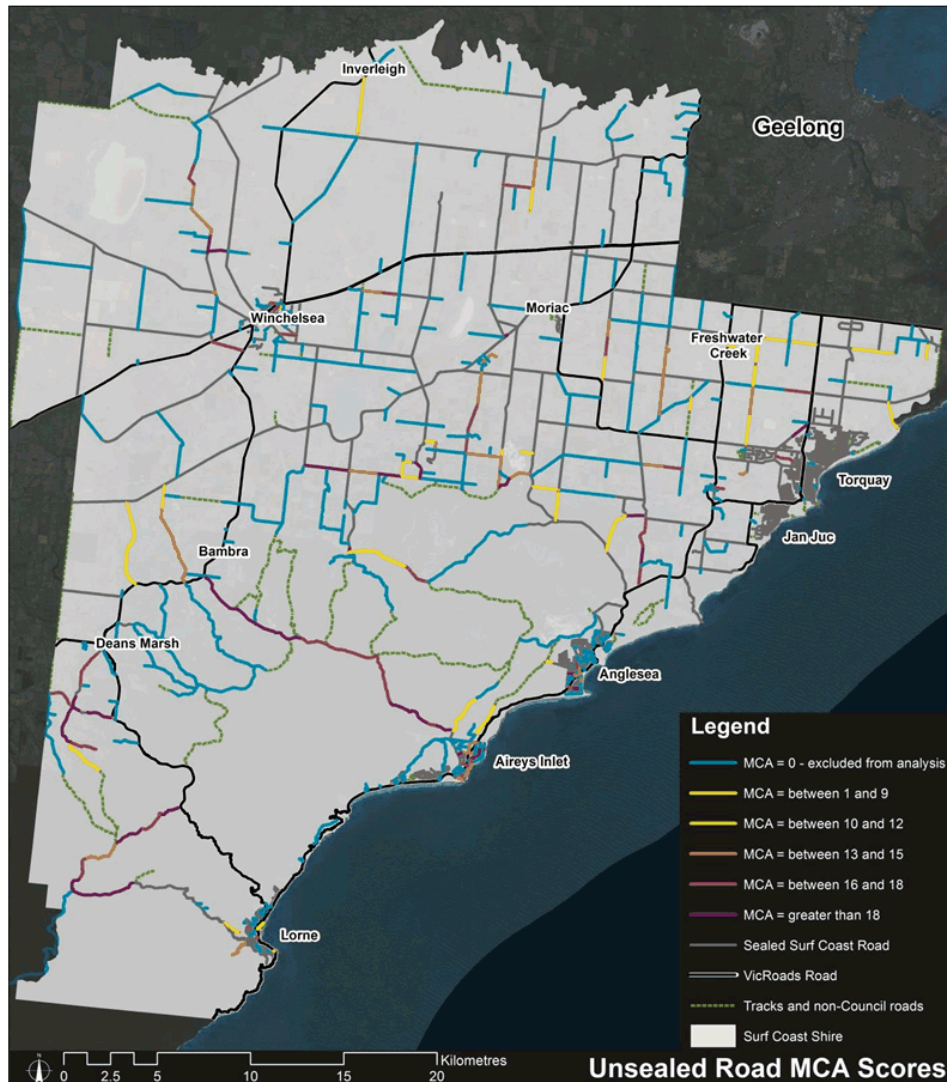 Inverleigh
Geelong
Winchelsea
Moriac
Freshwater
Creek
Torquay
Jan Juc
Bambra
Deans Marsh
Anglesea
Aireys Inlet
Lorne
Legend
MCA = 0 - excluded from analysis
MCA = between 1 and 9
MCA = between 10 and 12
MCA = between 13 and 15
MCA = between 16 and 18
MCA = greater than 18
Sealed Surf Coast Road
VicRoads Road
Tracks and non-Council roads
Surf Coast Shire
N
Kilometres
0 2.5 5 10 15 20
Unsealed Road MCA Scores